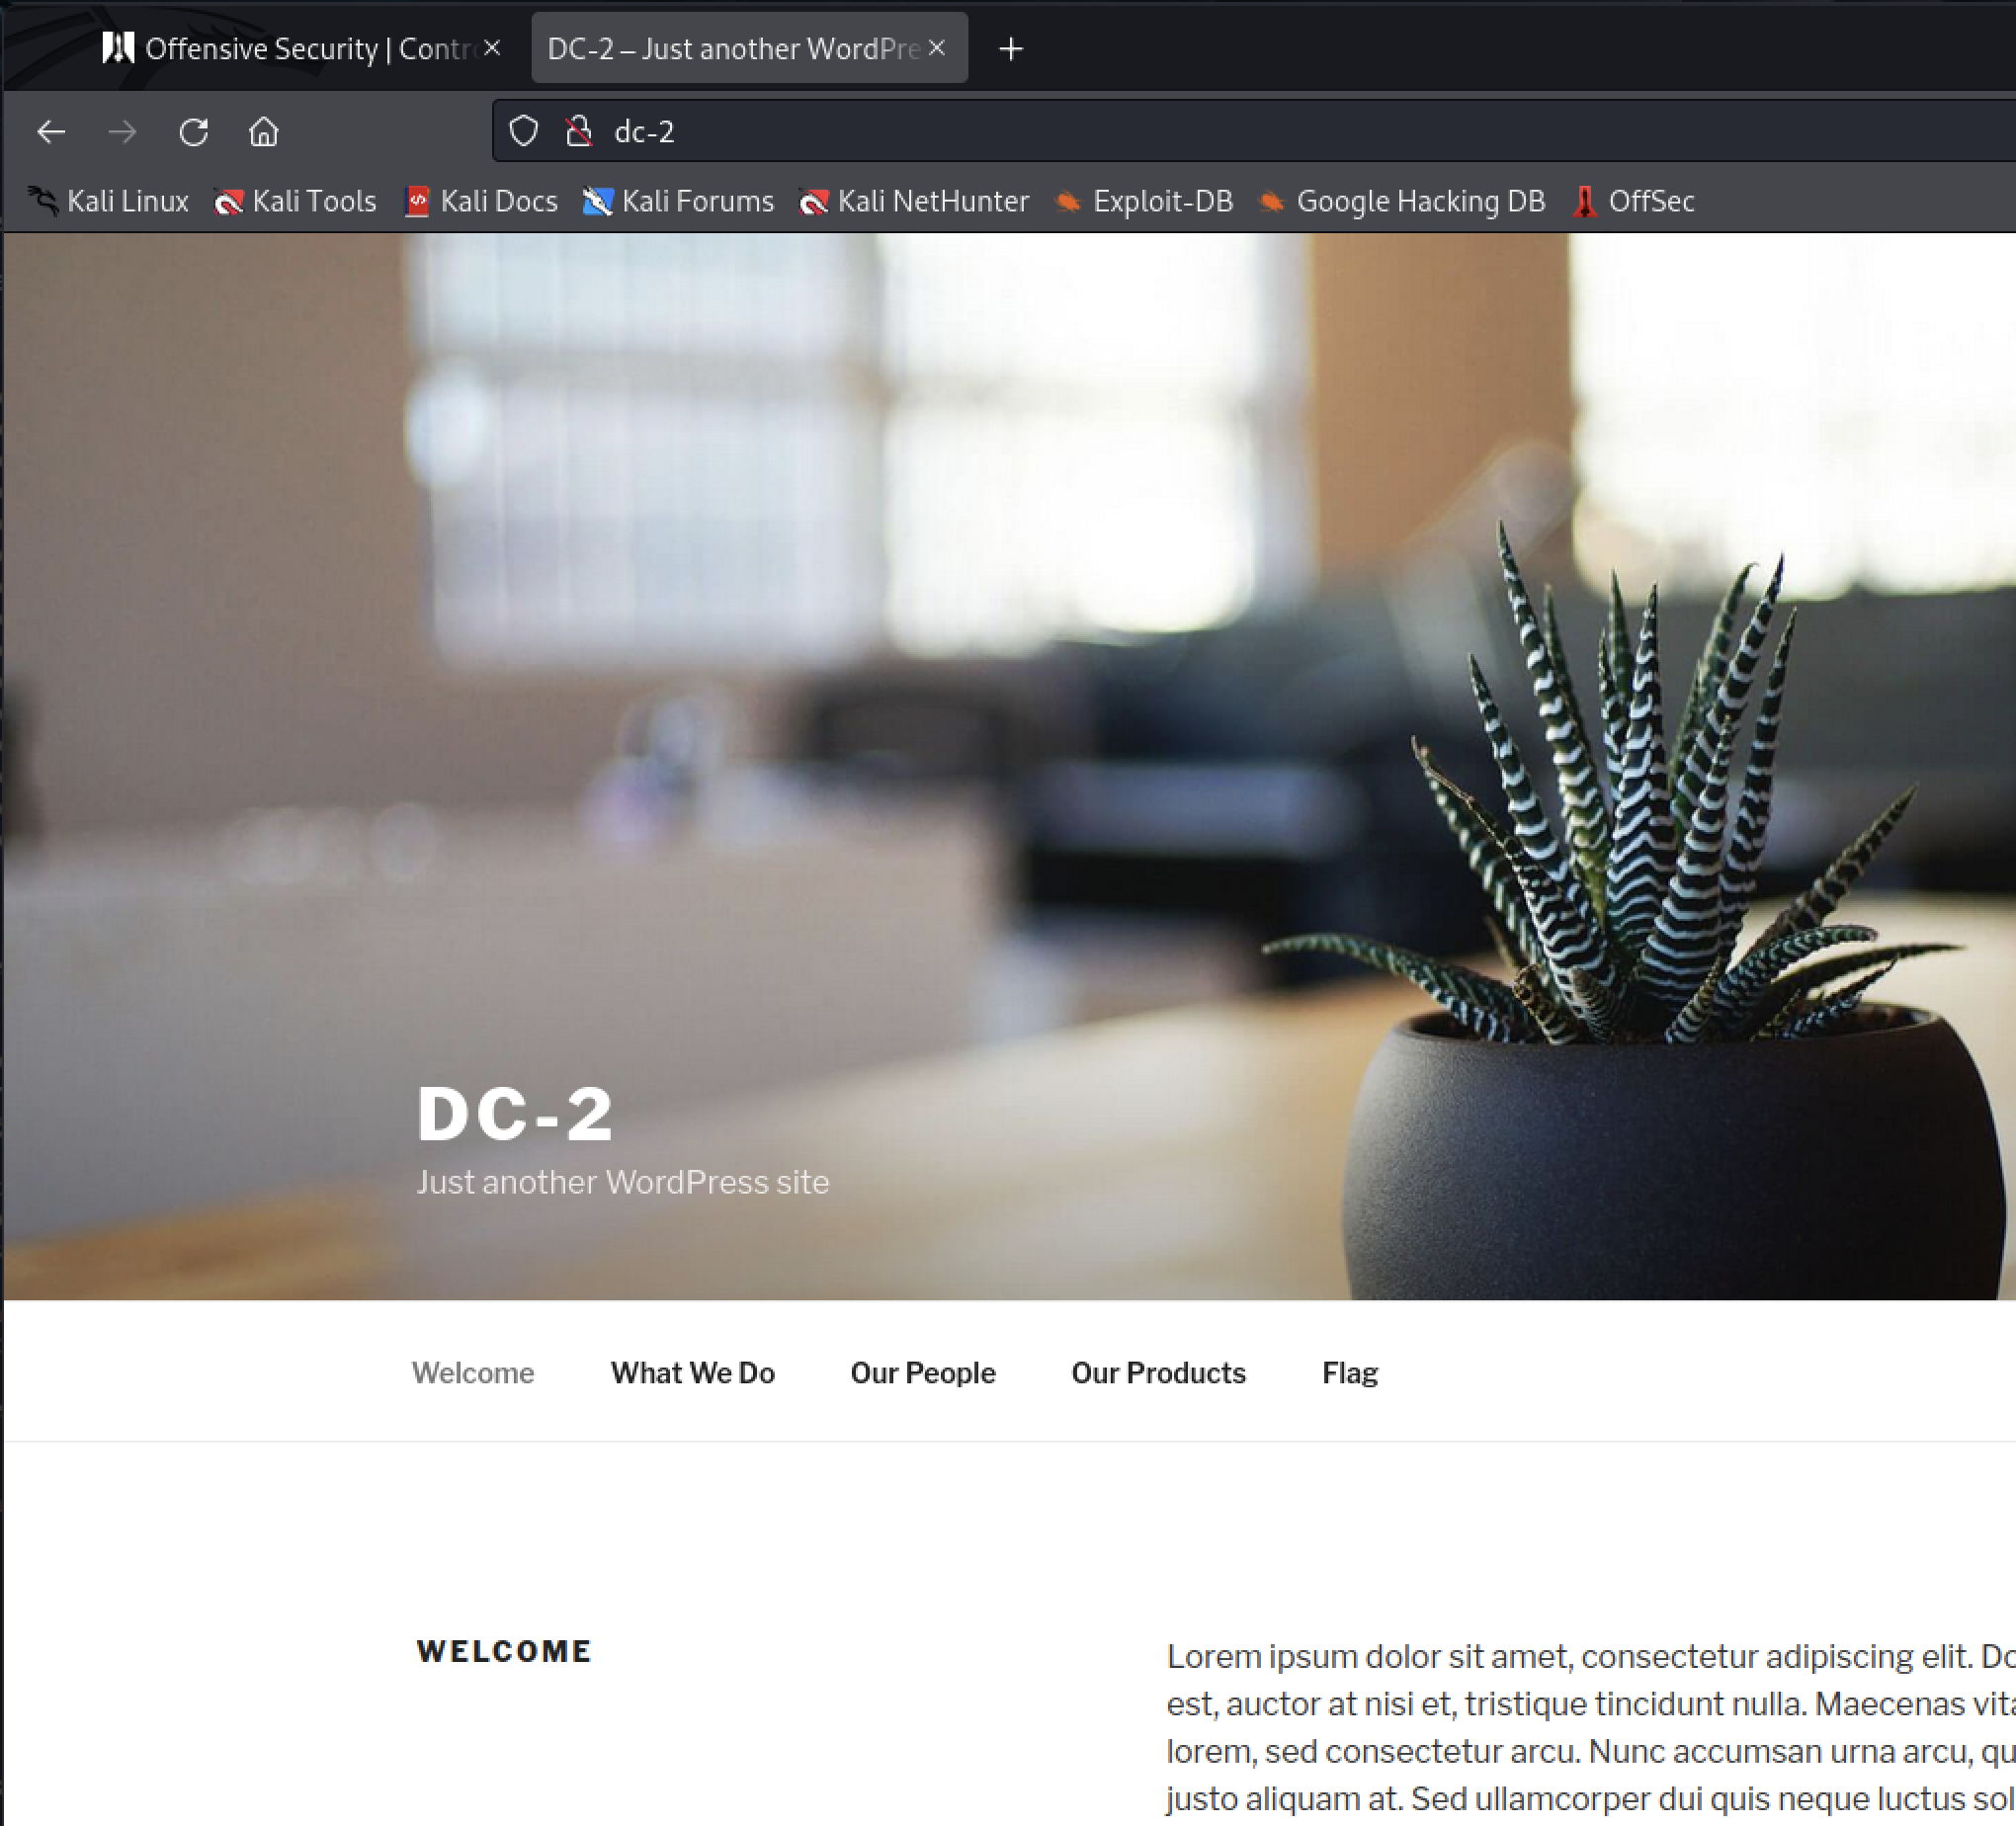 Offensive Security | Contr
DC-2 – Just another WordPre
dc-2
Kali Linux Kali Tools Kali Docs Kali Forums Kali NetHunter Exploit-DB Google Hacking DB OffSec
DC-2
Just another WordPress site
Welcome What We Do Our People Our Products Flag
WELCOME
Lorem ipsum dolor sit amet, consectetur adipiscing elit. Do
est, auctor at nisi et, tristique tincidunt nulla. Maecenas vita
lorem, sed consectetur arcu. Nunc accumsan urna arcu, qu
justo aliquam at. Sed ullamcorper dui quis neque luctus sol